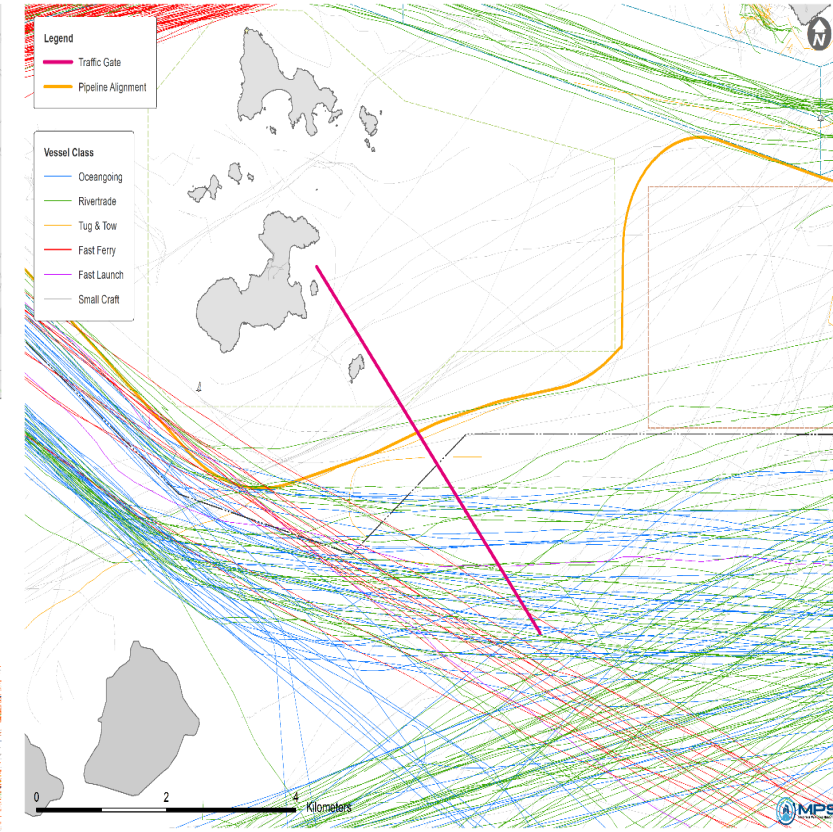 Legend
Traffic Gate
Pipeline Alignment
N
Vessel Class
Oceangoing
Rivertrade
Tug & Tow
Fast Ferry
Fast Launch
Small Craft
0 2 4
Kilometers
MPS